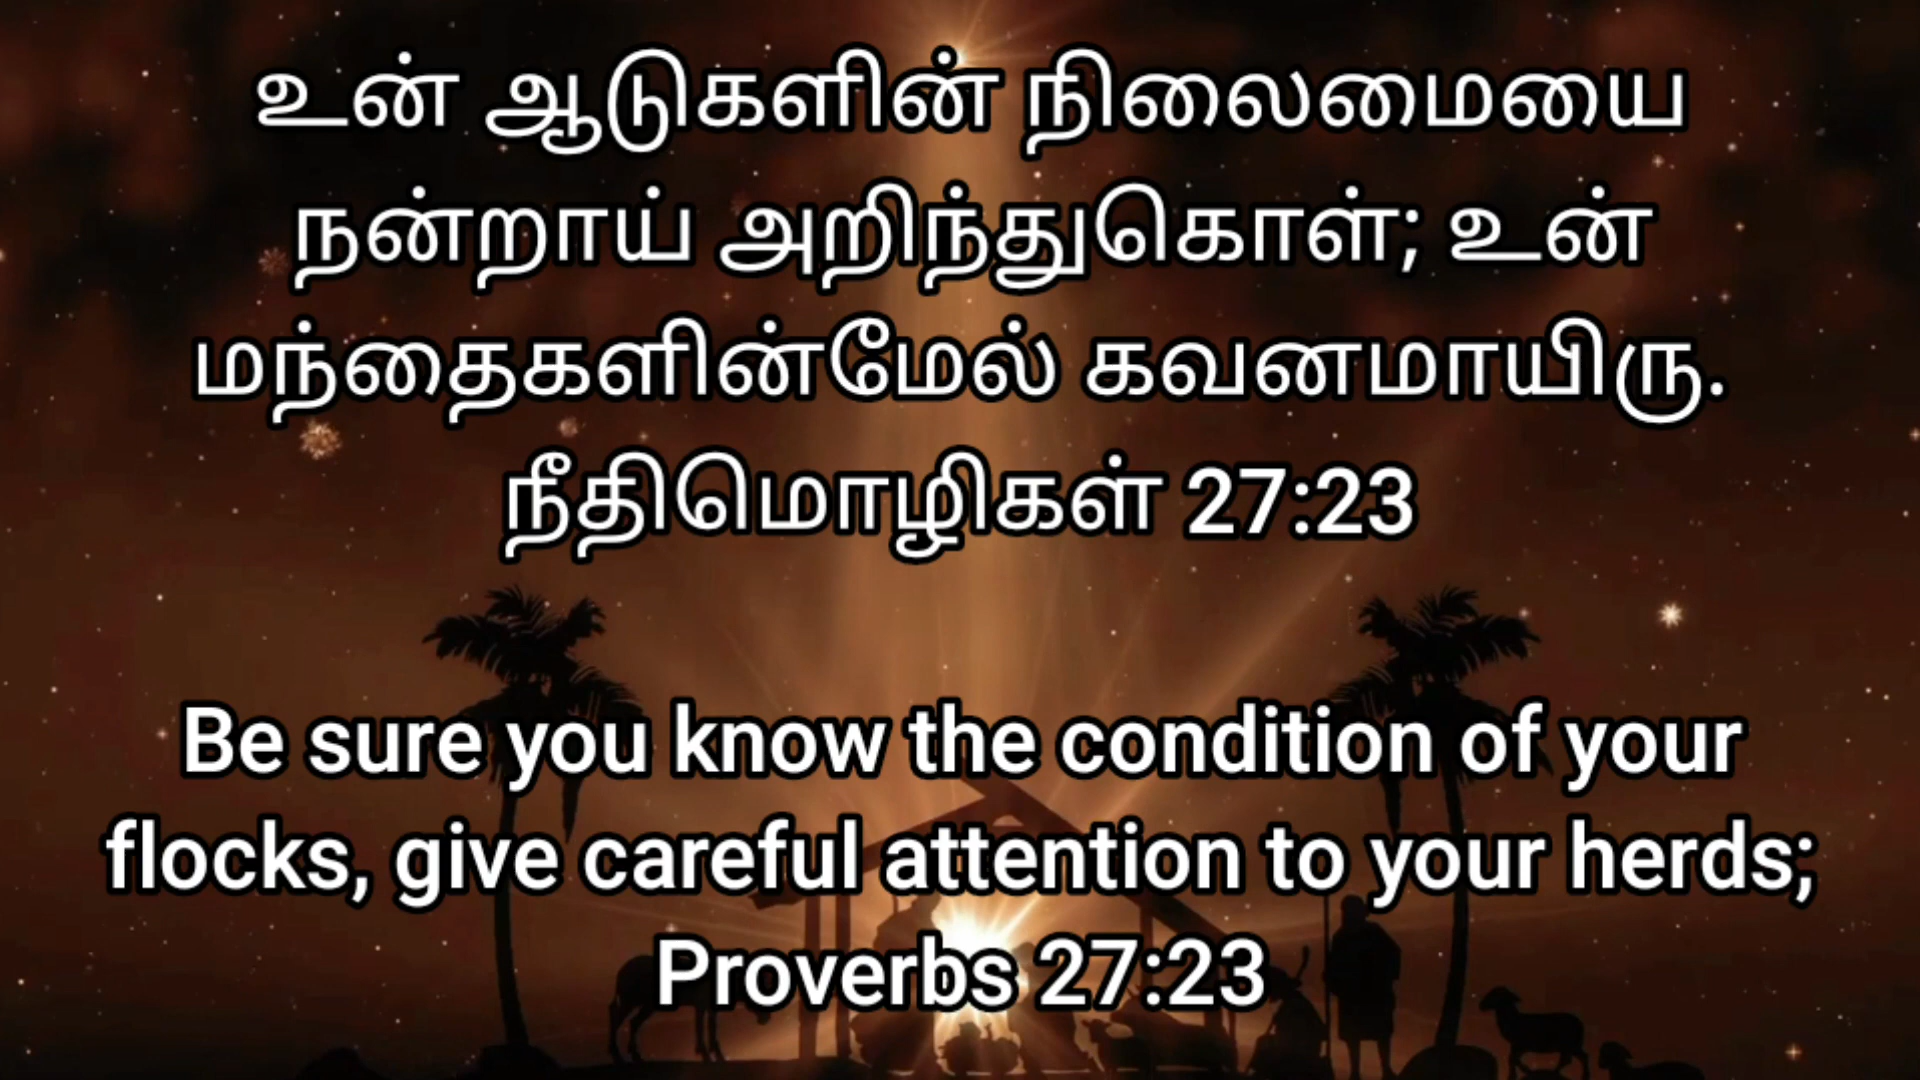 உன் ஆடுகளின் நிலைமையை
நன்றாய் அறிந்துகொள்; உன்
மந்தைகளின்மேல் கவனமாயிரு.
நீதிமொழிகள் 27:23
Be sure you know the condition of your
flocks, give careful attention to your herds;
Proverbs 27:23